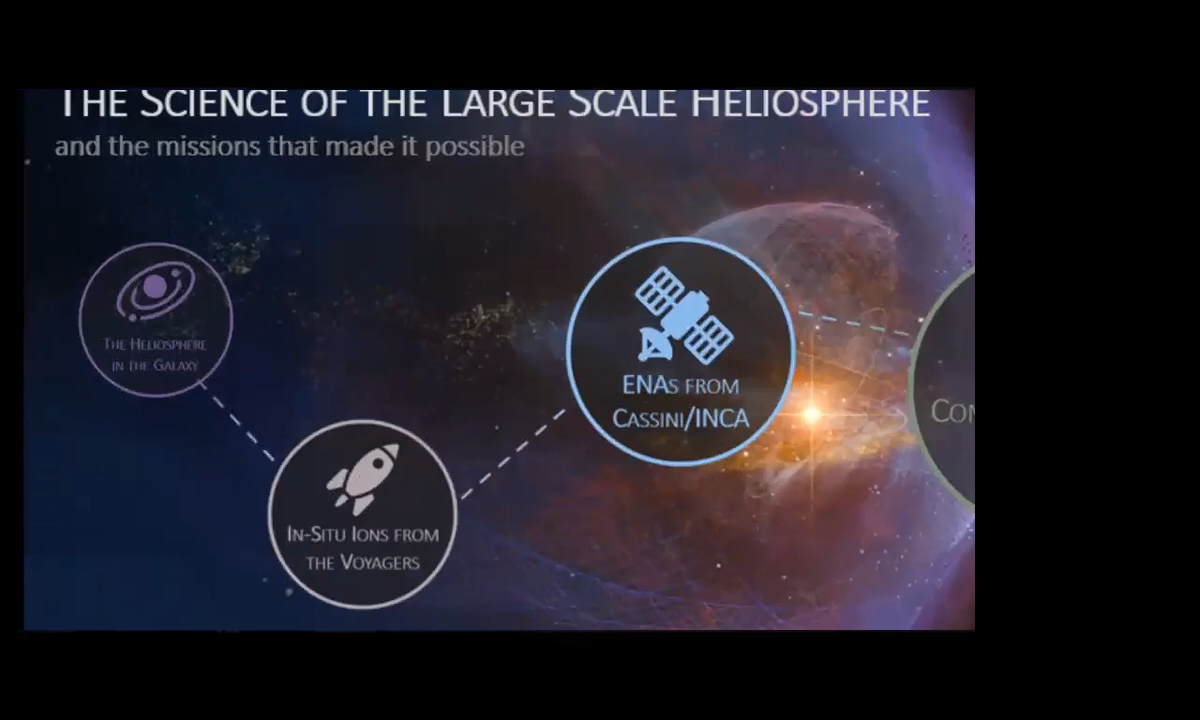 THE SCIENCE OF THE LARGE SCALE HELIOSPHERE
and the missions that made it possible
THE HELIOSPHERE
IN THE GALAXY
ENAS FROM
CASSINI/INCA
IN-SITU IONS FROM
THE VOYAGERS